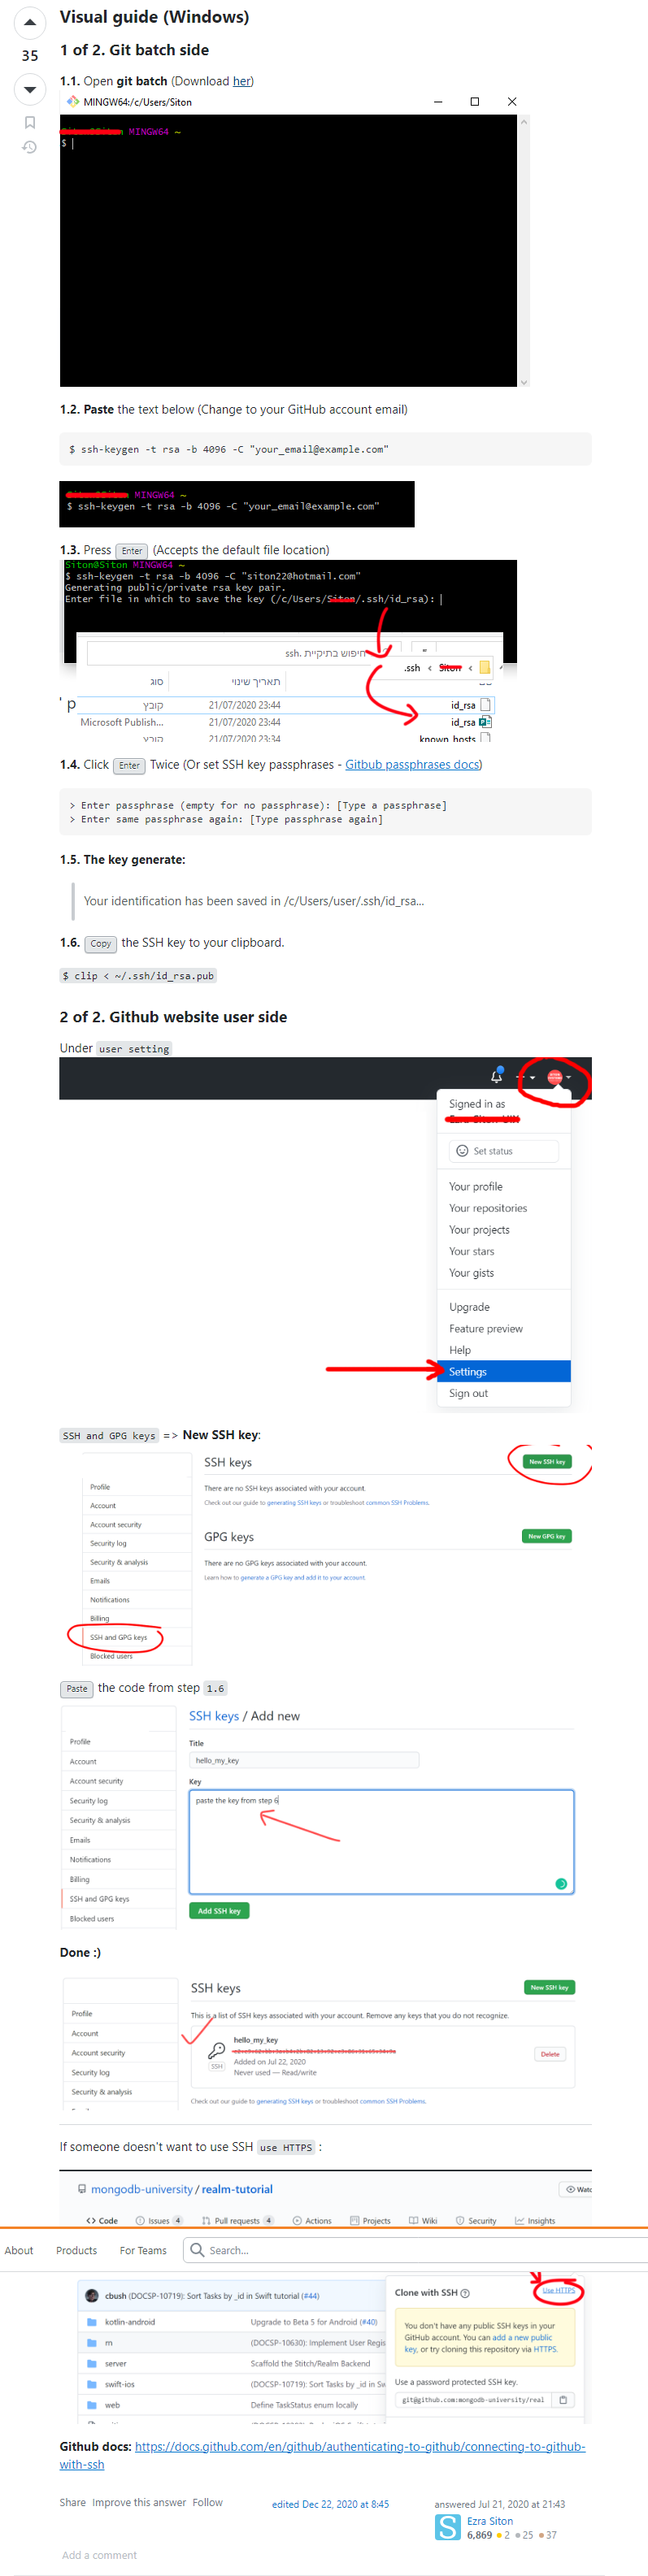 Visual guide (Windows)
35
1 of 2. Git batch side
1.1. Open git batch (Download her)
MINGW64:/c/Users/Siton
MINGW64 ~
$
1.2. Paste the text below (Change to your GitHub account email)
$ ssh-keygen -t rsa -b 4096 -C "your_email@example.com"
MINGW64 ~
$ ssh-keygen -t rsa -b 4096 -C "your_email@example.com"
1.3. Press Enter (Accepts the default file location)
Siton@Siton MINGW64 ~
$ ssh-keygen -t rsa -b 4096 -C "siton22@hotmail.com"
Generating public/private rsa key pair.
Enter file in which to save the key (/c/Users/Siton/.ssh/id_rsa):
חיפוש בתיקיית .ssh
.ssh ‹ Siton ‹
סוג תאריך שינוי
' p
קובץ 21/07/2020 23:44 id_rsa
Microsoft Publish... 21/07/2020 23:44 id_rsa
קובץ 21/07/2020 23:34 known_hosts
1.4. Click Enter Twice (Or set SSH key passphrases - Gitbub passphrases docs)
> Enter passphrase (empty for no passphrase): [Type a passphrase]
> Enter same passphrase again: [Type passphrase again]
1.5. The key generate:
Your identification has been saved in /c/Users/user/.ssh/id_rsa...
1.6. Copy the SSH key to your clipboard.
$ clip < ~/.ssh/id_rsa.pub
2 of 2. Github website user side
Under user setting
Signed in as
Set status
Your profile
Your repositories
Your projects
Your stars
Your gists
Upgrade
Feature preview
Help
Settings
Sign out
SSH and GPG keys => New SSH key:
SSH keys New SSH key
Profile
There are no SSH keys associated with your account.
Account
Check out our guide to generating SSH keys or troubleshoot common SSH Problems.
Account security
Security log
GPG keys New GPG key
Security & analysis
There are no GPG keys associated with your account.
Emails
Learn how to generate a GPG key and add it to your account.
Notifications
Billing
SSH and GPG keys
Blocked users
Paste the code from step 1.6
SSH keys / Add new
Profile
Account
Account security
Security log
Security & analysis
Emails
Notifications
Billing
SSH and GPG keys
Blocked users
Title
hello_my_key
Key
paste the key from step 6
Add SSH key
Done :)
SSH keys New SSH key
Profile
Account
Account security
Security log
Security & analysis
This is a list of SSH keys associated with your account. Remove any keys that you do not recognize.
hello_my_key
SSH
Added on Jul 22, 2020
Never used — Read/write
Delete
Check out our guide to generating SSH keys or troubleshoot common SSH Problems.
If someone doesn't want to use SSH use HTTPS :
mongodb-university / realm-tutorial Watc
Code Issues 4 Pull requests 4 Actions Projects Wiki Security Insights
About Products For Teams Search...
cbush (DOCSP-10719): Sort Tasks by _id in Swift tutorial (#44)
kotlin-android Upgrade to Beta 5 for Android (#40)
rn (DOCSP-10630): Implement User Regis
server Scaffold the Stitch/Realm Backend
swift-ios (DOCSP-10719): Sort Tasks by _id in Sw
web Define TaskStatus enum locally
Clone with SSH Use HTTPS
You don't have any public SSH keys in your
GitHub account. You can add a new public
key, or try cloning this repository via HTTPS.
Use a password protected SSH key.
git@github.com:mongodb-university/real
Github docs: https://docs.github.com/en/github/authenticating-to-github/connecting-to-github-
with-ssh
Share Improve this answer Follow
edited Dec 22, 2020 at 8:45
answered Jul 21, 2020 at 21:43
Ezra Siton
6,869 2 25 37
Add a comment